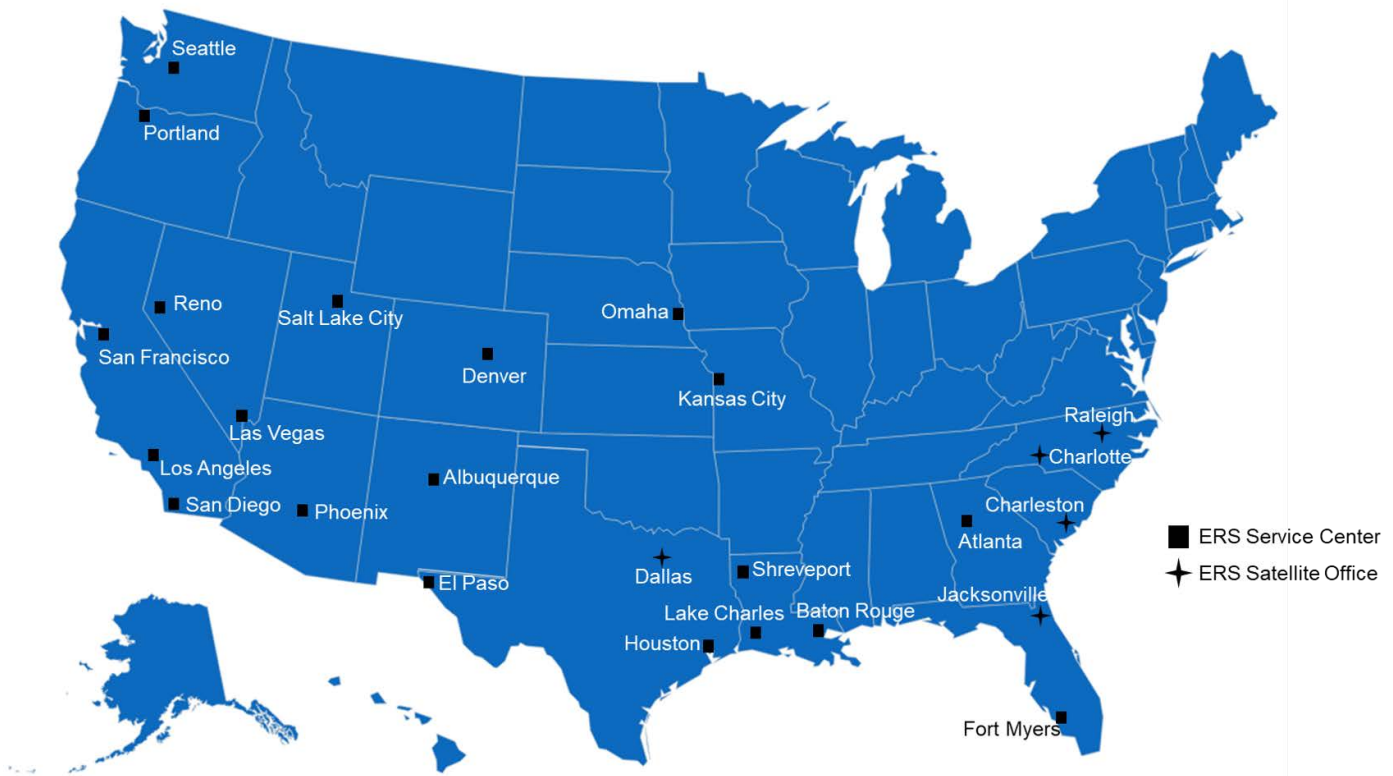 Seattle
Portland
Reno
Salt Lake City
San Francisco
Omaha
Denver
Kansas City
Las Vegas
Raleigh
Los Angeles
Charlotte
Albuquerque
San Diego
Phoenix
Charleston
Atlanta
ERS Service Center
ERS Satellite Office
El Paso
Dallas
Shreveport
Jacksonville
Lake Charles
Baton Rouge
Houston
Fort Myers